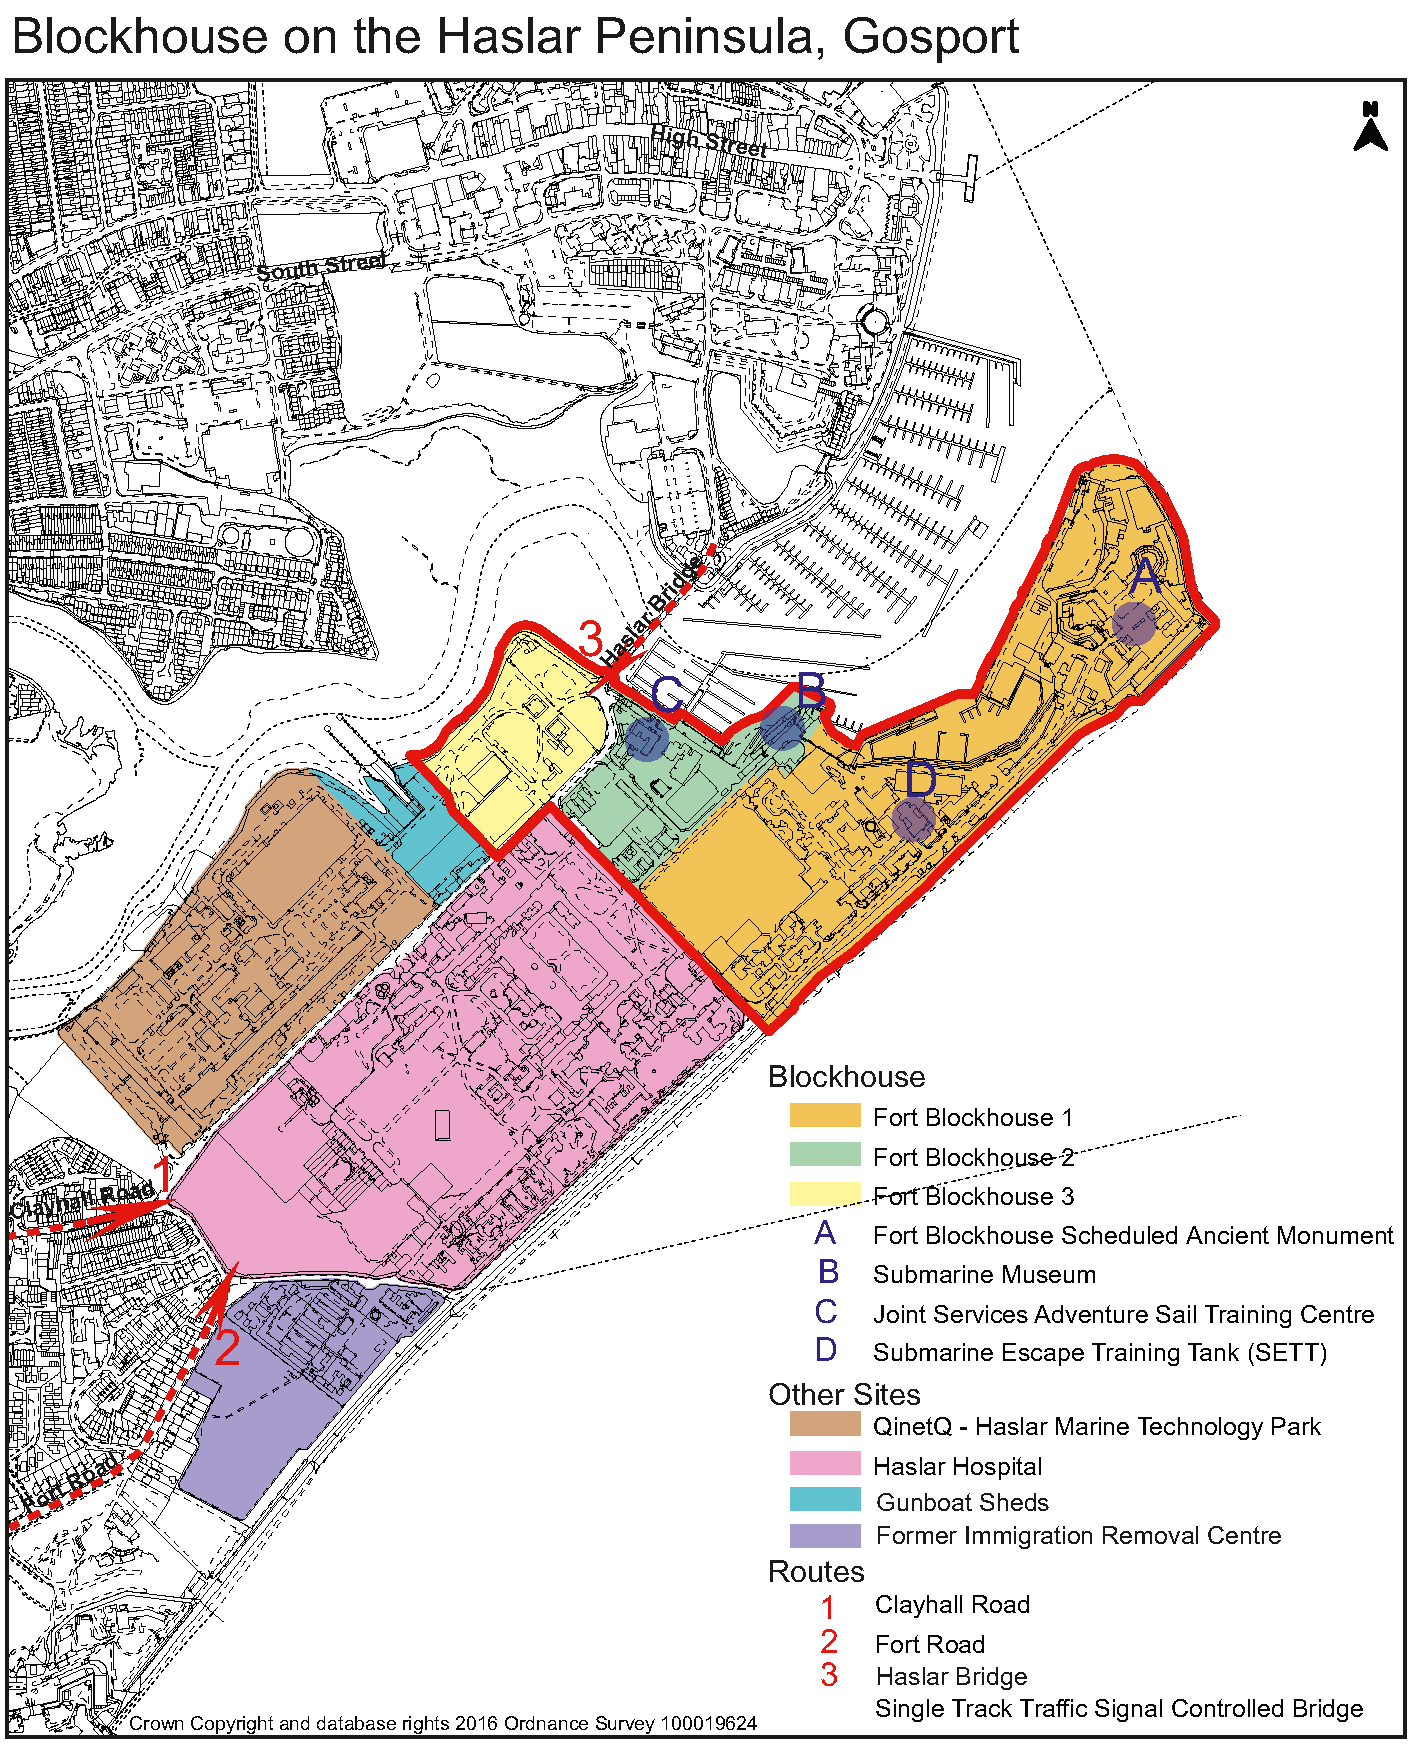 Blockhouse on the Haslar Peninsula, Gosport
N
High Street
South Street
A
3
Haslar Bridge
C
B
D
1
Clayhall Road
2
Fort Road
Blockhouse
Fort Blockhouse 1
Fort Blockhouse 2
Fort Blockhouse 3
A Fort Blockhouse Scheduled Ancient Monument
B Submarine Museum
C Joint Services Adventure Sail Training Centre
D Submarine Escape Training Tank (SETT)
Other Sites
QinetQ - Haslar Marine Technology Park
Haslar Hospital
Gunboat Sheds
Former Immigration Removal Centre
Routes
1 Clayhall Road
2 Fort Road
3 Haslar Bridge
Single Track Traffic Signal Controlled Bridge
Crown Copyright and database rights 2016 Ordnance Survey 100019624